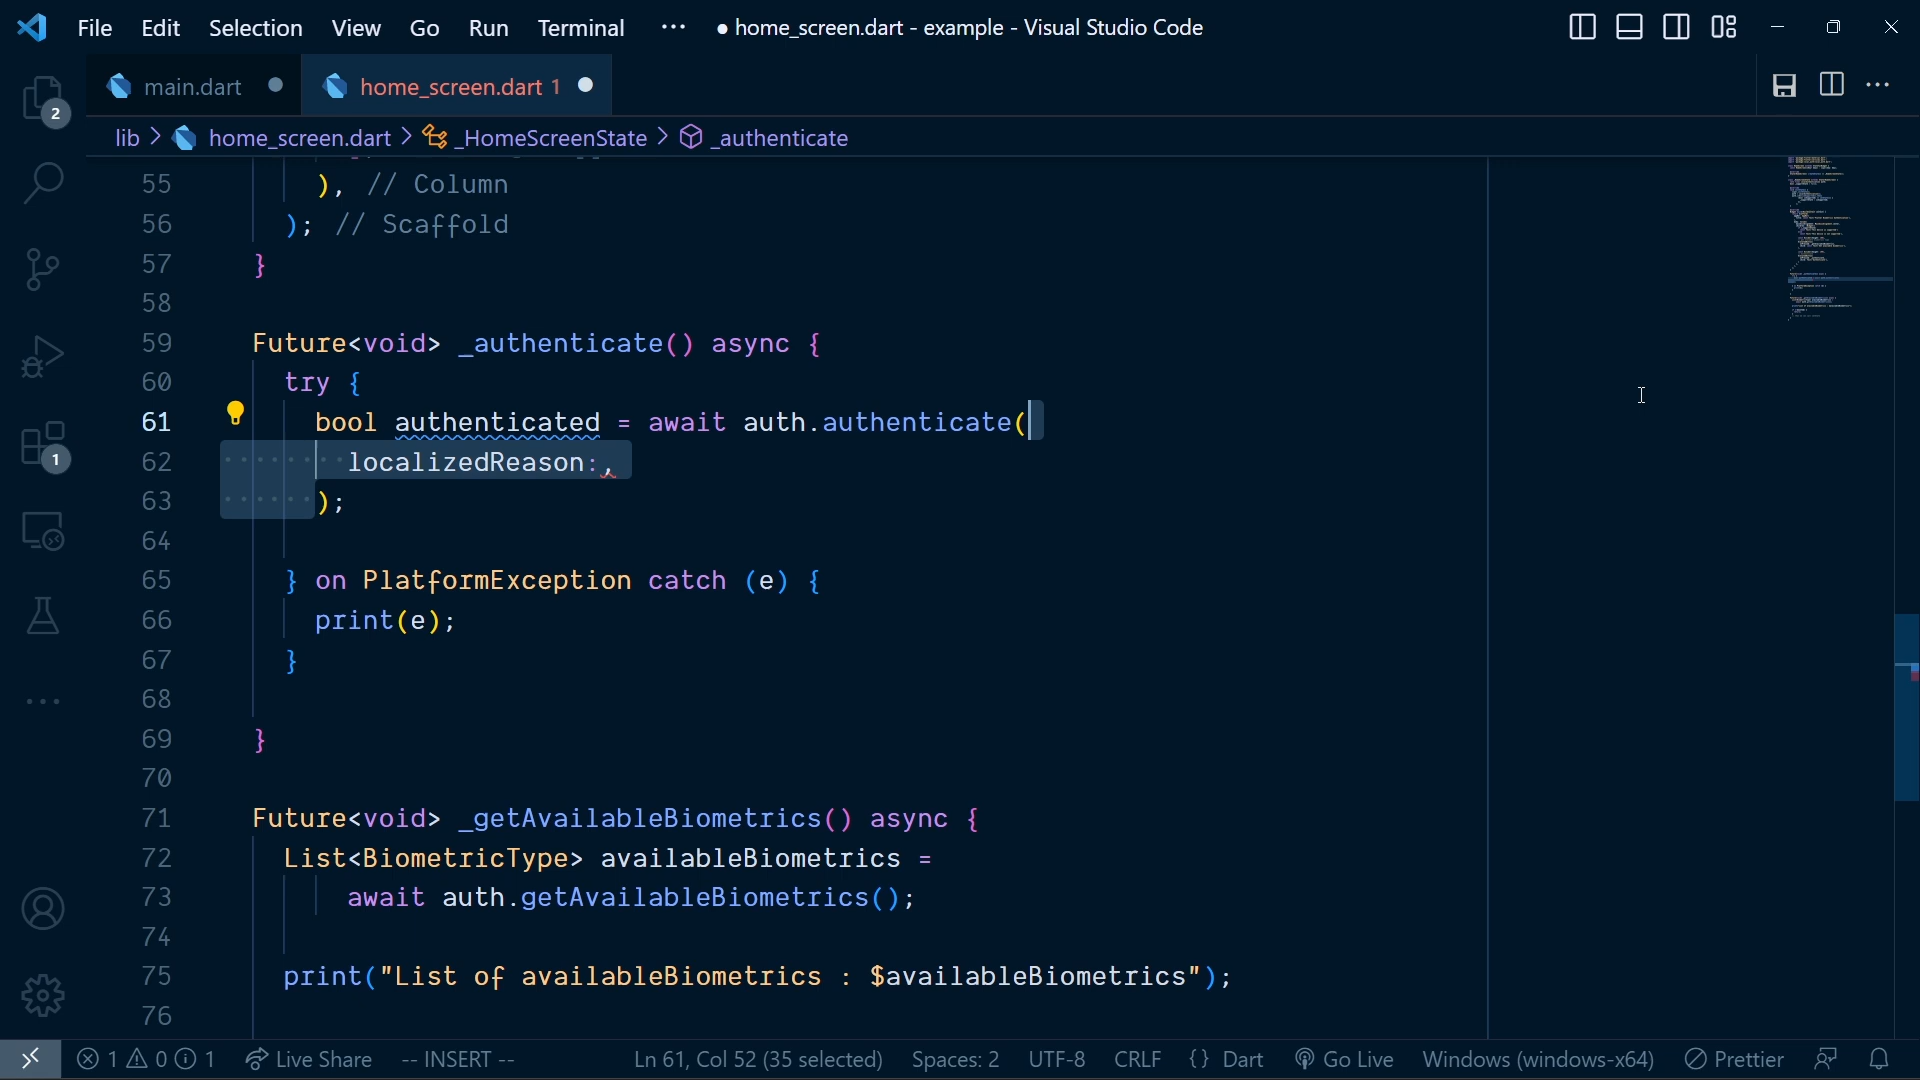 File Edit Selection View Go Run Terminal ··· ● home_screen.dart - example - Visual Studio Code
main.dart ● home_screen.dart 1 ●
lib > home_screen.dart > _HomeScreenState > _authenticate
55 ), // Column
56 ); // Scaffold
57 }
58
59 Future<void> _authenticate() async {
60 try {
61 bool authenticated = await auth.authenticate(
62 localizedReason:,
63 );
64
65 } on PlatformException catch (e) {
66 print(e);
67 }
68
69 }
70
71 Future<void> _getAvailableBiometrics() async {
72 List<BiometricType> availableBiometrics =
73 await auth.getAvailableBiometrics();
74
75 print("List of availableBiometrics : $availableBiometrics");
76
2
1
1 0 1 Live Share -- INSERT -- Ln 61, Col 52 (35 selected) Spaces: 2 UTF-8 CRLF {} Dart Go Live Windows (windows-x64) Prettier